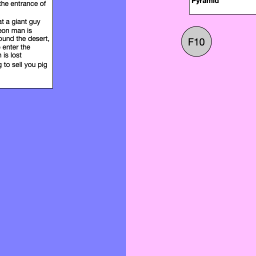 the entrance of
at a giant guy
eon man is
ound the desert,
enter the
is lost
to sell you pig
Pyramid
F10